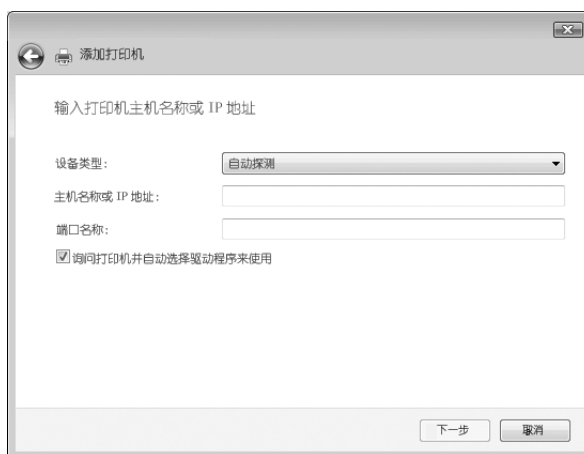 添加打印机
输入打印机主机名称或 IP 地址
设备类型: 自动探测
主机名称或 IP 地址:
端口名称:
询问打印机并自动选择驱动程序来使用
下一步 取消